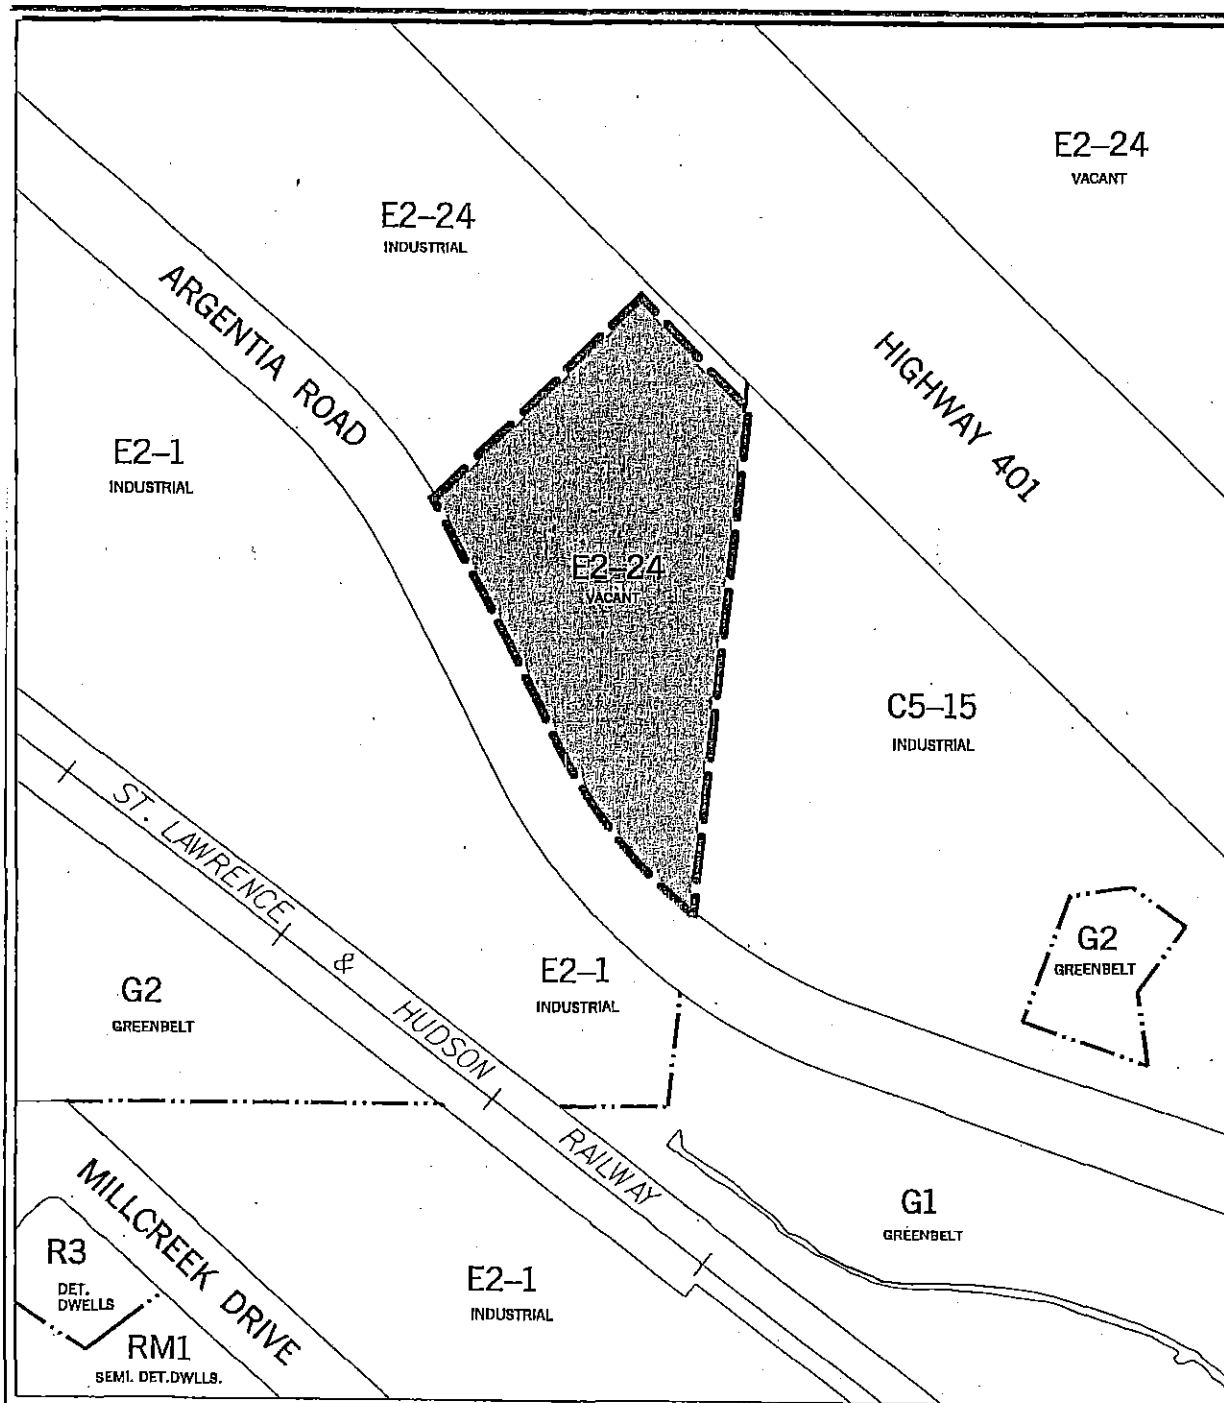 E2-24
VACANT
E2-24
INDUSTRIAL
ARGENTIA ROAD
HIGHWAY 401
E2-1
INDUSTRIAL
E2-24
VACANT
C5-15
INDUSTRIAL
ST. LAWRENCE & HUDSON RAILWAY
G2
GREENBELT
E2-1
INDUSTRIAL
G2
GREENBELT
MILLCREEK DRIVE
G1
GREENBELT
R3
DET.
DWELLS
E2-1
INDUSTRIAL
RM1
SEMI. DET.DWLLS.